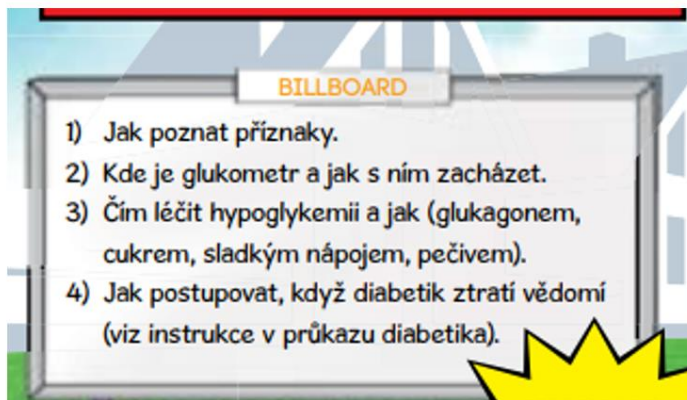 BILLBOARD
1) Jak poznat příznaky.
2) Kde je glukometr a jak s ním zacházet.
3) Čím léčit hypoglykemii a jak (glukagonem,
cukrem, sladkým nápojem, pečivem).
4) Jak postupovat, když diabetik ztratí vědomí
(viz instrukce v průkazu diabetika).